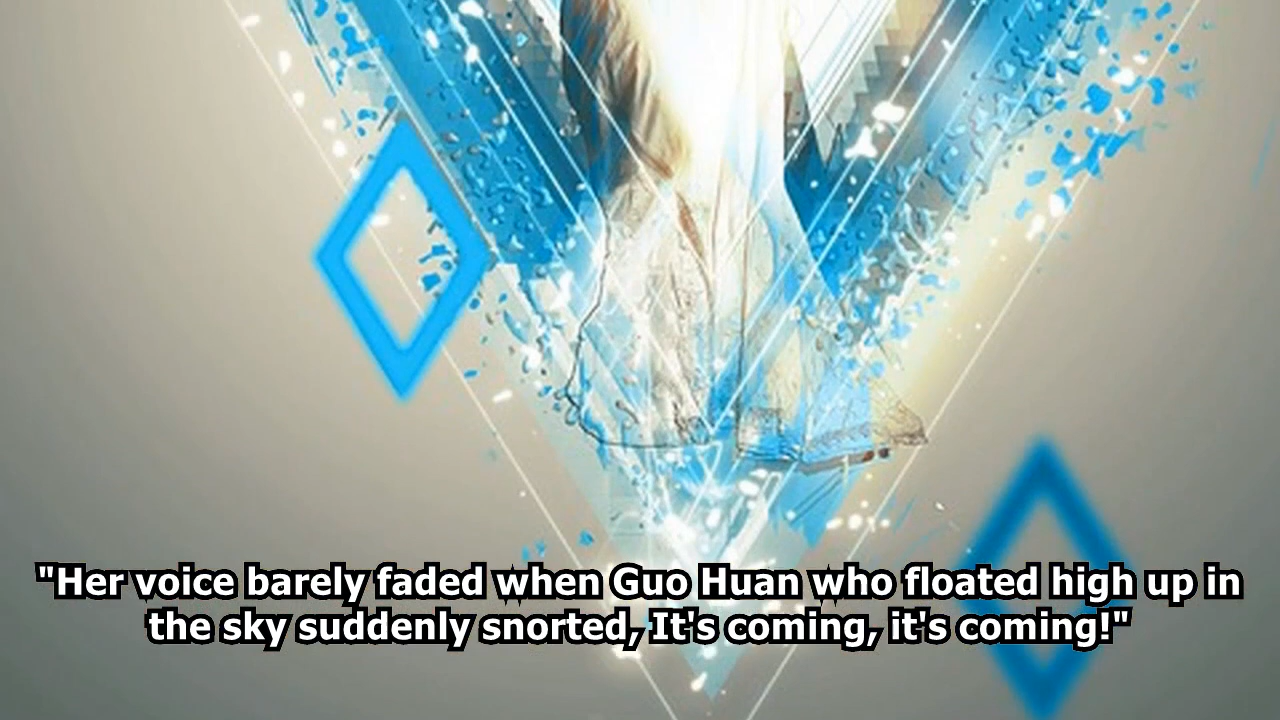 "Her voice barely faded when Guo Huan who floated high up in
the sky suddenly snorted, It's coming, it's coming!"